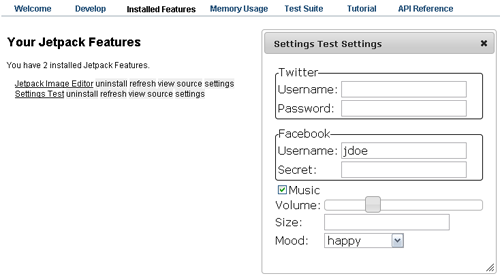 Welcome Develop Installed Features Memory Usage Test Suite Tutorial API Reference
Your Jetpack Features
You have 2 installed Jetpack Features.
Jetpack Image Editor uninstall refresh view source settings
Settings Test uninstall refresh view source settings
Settings Test Settings
Twitter
Username:
Password:
Facebook
Username: jdoe
Secret:
Music
Volume:
Size:
Mood: happy